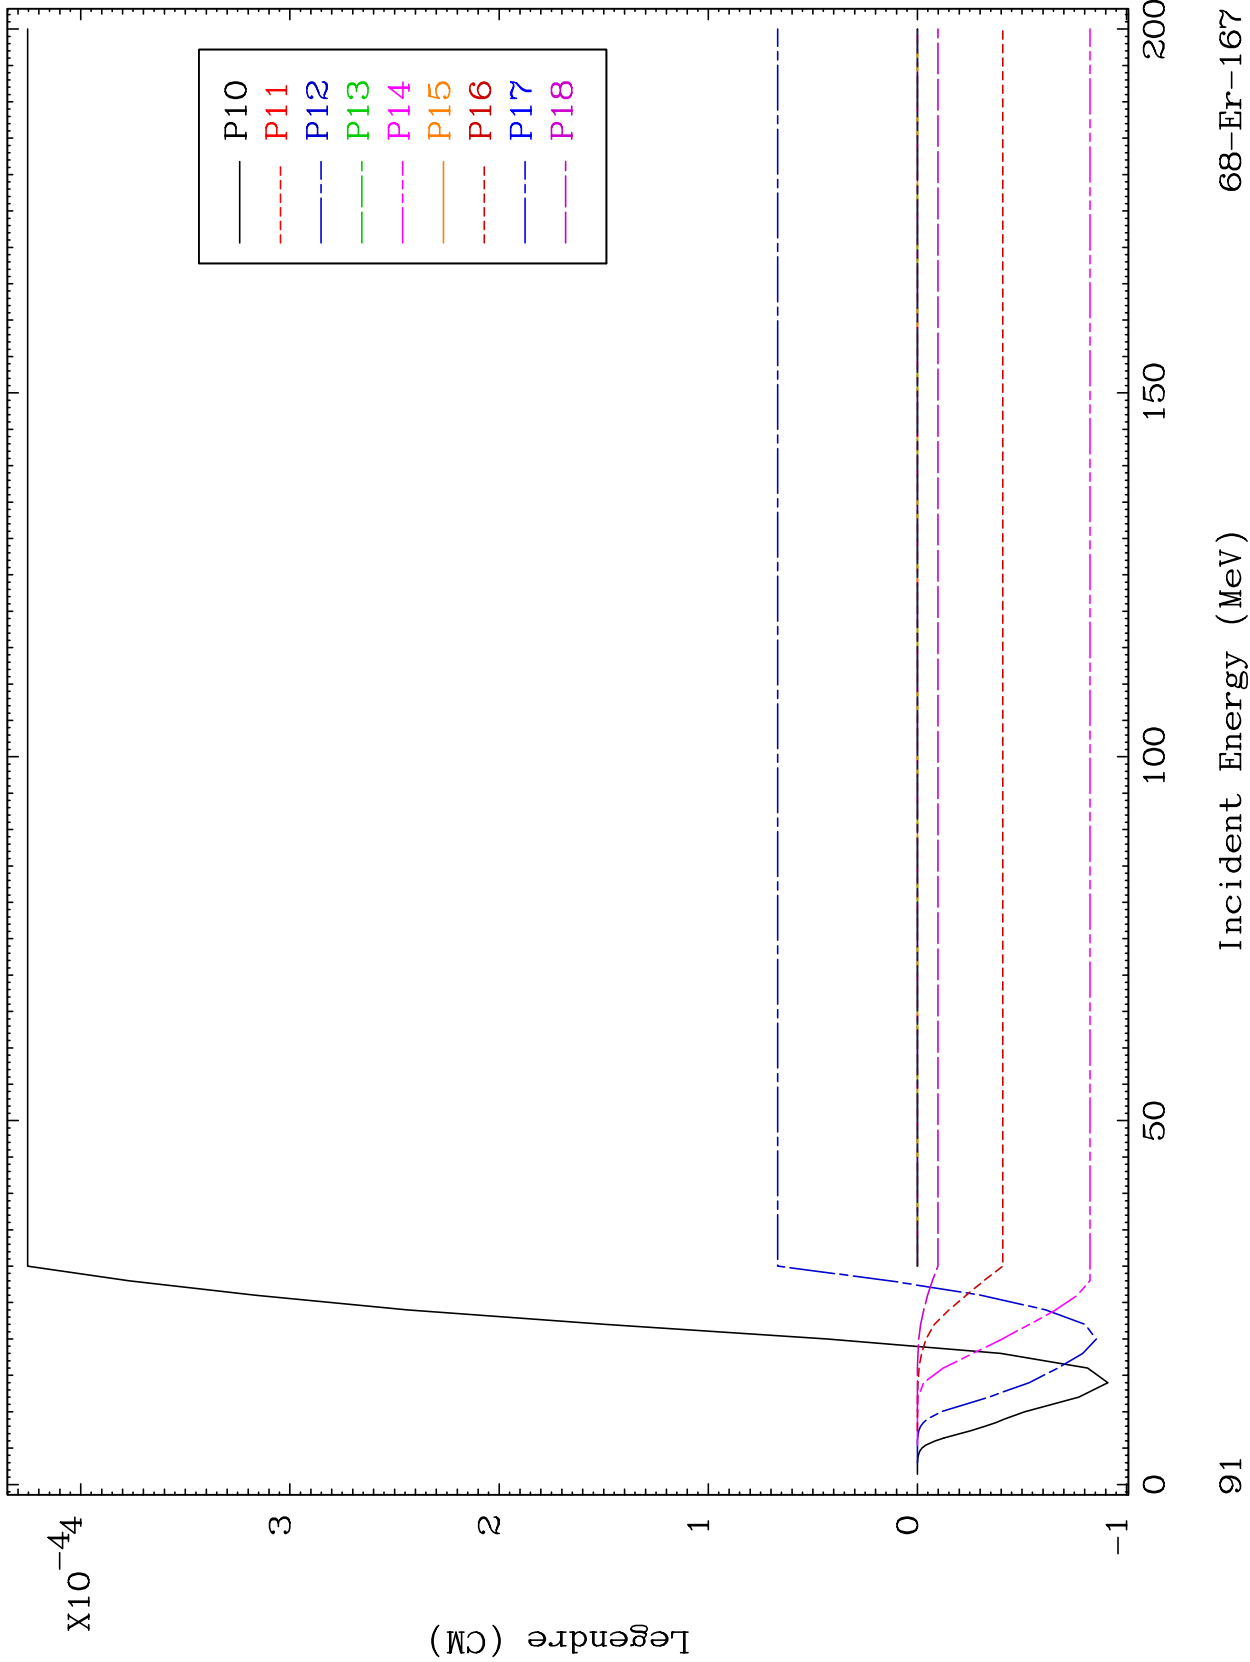 X10⁻⁴
4
3
2
1
0
-1
Legendre (CM)
P10
P11
P12
P13
P14
P15
P16
P17
P18
0
50
100
150
200
Incident Energy (MeV)
91
68-Er-167